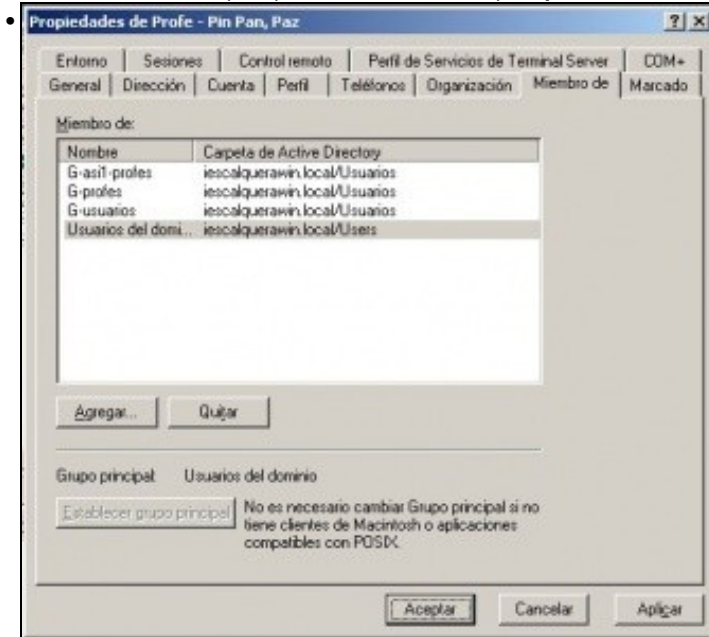 Propiedades de Profe - Pin Pan, Paz
Entorno Sesiones Control remoto Perfil de Servicios de Terminal Server COM+
General Dirección Cuenta Perfil Teléfonos Organización Miembro de Marcado
Miembro de:
Nombre Carpeta de Active Directory
G-asi1-profes iescalquerawin.local/Usuarios
G-profes iescalquerawin.local/Usuarios
G-usuarios iescalquerawin.local/Usuarios
Usuarios del domi... iescalquerawin.local/Users
Agregar... Quitar
Grupo principal: Usuarios del dominio
Establecer grupo principal
No es necesario cambiar Grupo principal si no
tiene clientes de Macintosh o aplicaciones
compatibles con POSIX.
Aceptar Cancelar Aplicar